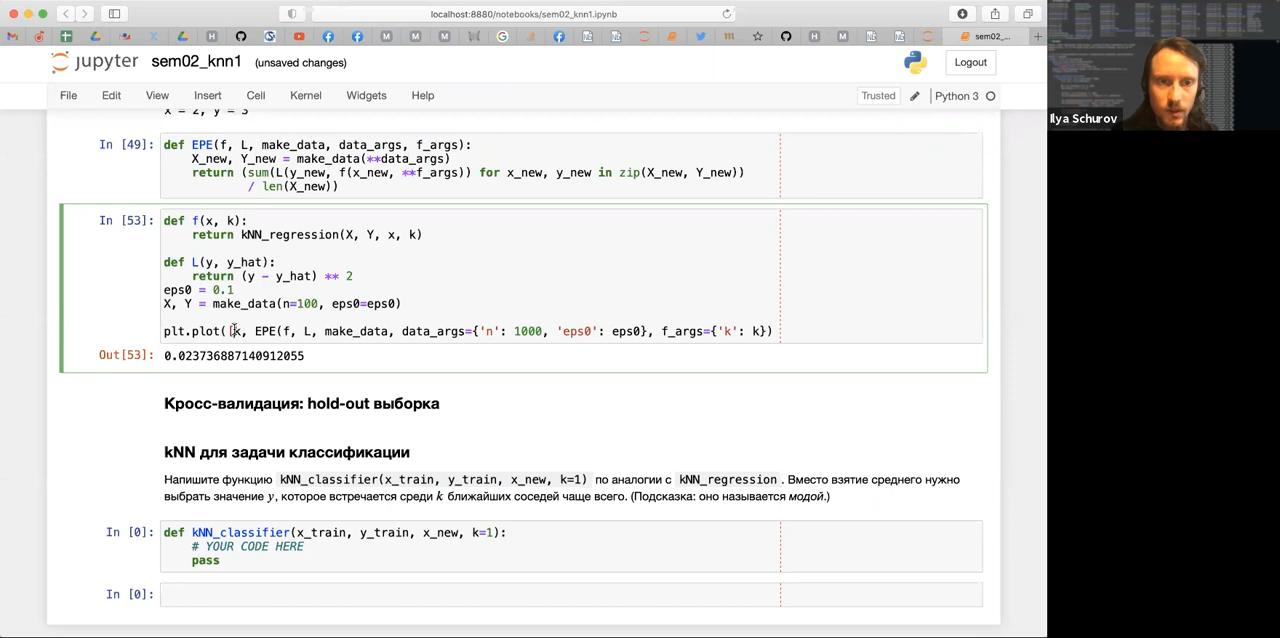 localhost:8880/notebooks/sem02_knn1.ipynb
sem02_...
jupyter sem02_knn1 (unsaved changes)
Logout
File Edit View Insert Cell Kernel Widgets Help
Trusted Python 3
x = 2, y = 3
In [49]: def EPE(f, L, make_data, data_args, f_args):
X_new, Y_new = make_data(**data_args)
return (sum(L(y_new, f(x_new, **f_args)) for x_new, y_new in zip(X_new, Y_new))
/ len(X_new))
In [53]: def f(x, k):
return kNN_regression(X, Y, x, k)
def L(y, y_hat):
return (y - y_hat) ** 2
eps0 = 0.1
X, Y = make_data(n=100, eps0=eps0)
plt.plot([k, EPE(f, L, make_data, data_args={'n': 1000, 'eps0': eps0}, f_args={'k': k})
Out[53]: 0.023736887140912055
Кросс-валидация: hold-out выборка
kNN для задачи классификации
Напишите функцию kNN_classifier(x_train, y_train, x_new, k=1) по аналогии с kNN_regression . Вместо взятие среднего нужно
выбрать значение y, которое встречается среди k ближайших соседей чаще всего. (Подсказка: оно называется модой.)
In [0]: def kNN_classifier(x_train, y_train, x_new, k=1):
# YOUR CODE HERE
pass
In [0]:
Ilya Schurov